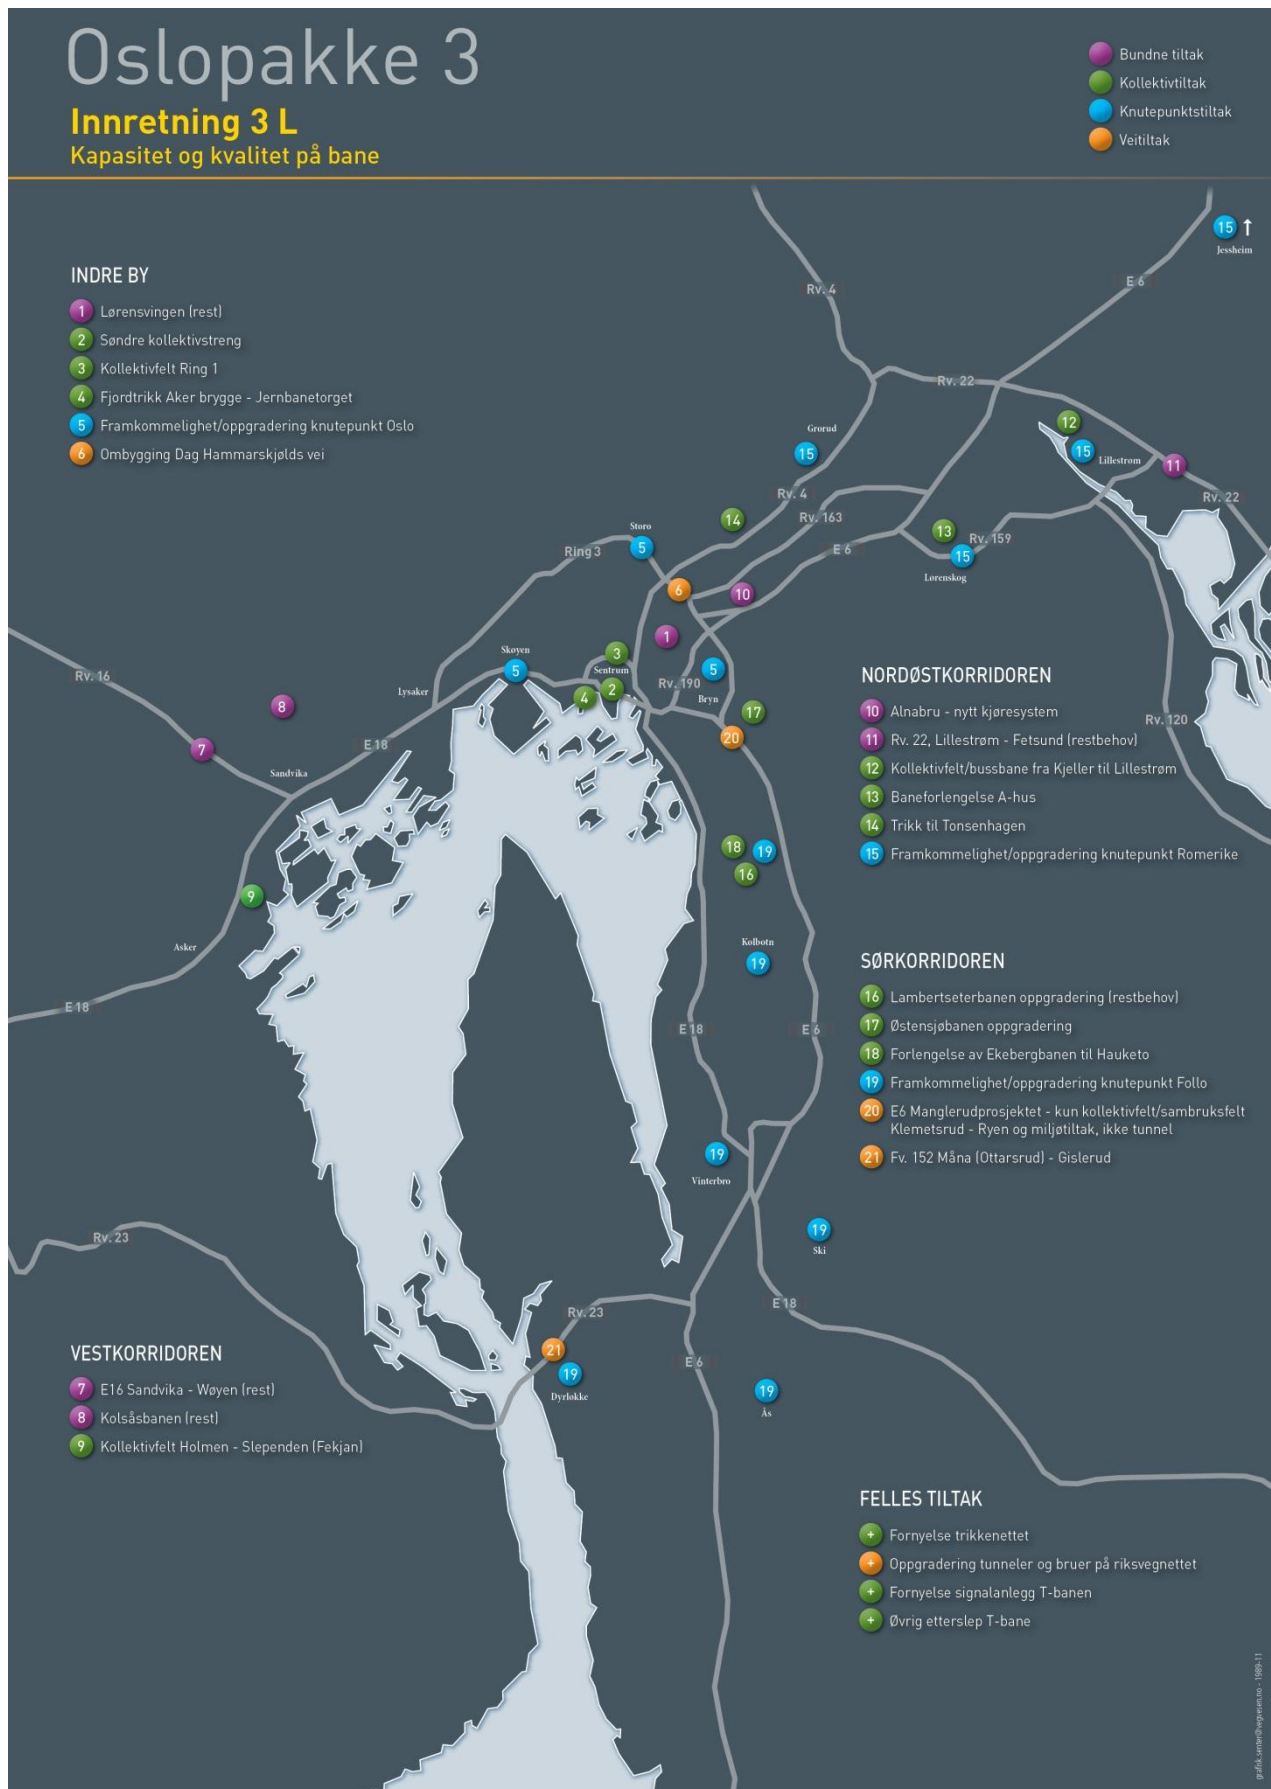 Oslopakke 3
Innretning 3 L
Kapasitet og kvalitet på bane
Bundne tiltak
Kollektivtiltak
Knutepunktstiltak
Veitiltak
INDRE BY
1 Lørensvingen (rest)
2 Søndre kollektivstreng
3 Kollektivfelt Ring 1
4 Fjordtrikk Aker brygge - Jernbanetorget
5 Framkommelighet/oppgradering knutepunkt Oslo
6 Ombygging Dag Hammarskjølds vei
15 ↑
Jessheim
Rv. 4
E 6
Rv. 22
12
Grorud
15
15
Lillestrøm
11
Rv. 22
Rv. 4
14
Rv. 163
13
Rv. 159
Storo
5
Ring 3
E 6
15
Lørenskog
6
10
1
3
Skøyen
5
Sentrum
5
Rv. 190
Bryn
4
2
17
20
Rv. 16
8
Lysaker
7
E 18
Sandvika
Rv. 120
NORDØSTKORRIDOREN
10 Alnabru - nytt kjøresystem
11 Rv. 22, Lillestrøm - Fetsund (restbehov)
12 Kollektivfelt/bussbane fra Kjeller til Lillestrøm
13 Baneforlengelse A-hus
14 Trikk til Tonsenhagen
15 Framkommelighet/oppgradering knutepunkt Romerike
18
19
16
9
Asker
Kolbotn
19
E 18
E 18
E 6
SØRKORRIDOREN
16 Lambertseterbanen oppgradering (restbehov)
17 Østensjøbanen oppgradering
18 Forlengelse av Ekebergbanen til Hauketo
19 Framkommelighet/oppgradering knutepunkt Follo
20 E6 Manglerudprosjektet - kun kollektivfelt/sambruksfelt
Klemetsrud - Ryen og miljøtiltak, ikke tunnel
21 Fv. 152 Måna (Ottarsrud) - Gislerud
19
Vinterbro
19
Ski
Rv. 23
Rv. 23
E 18
21
19
Dyrløkke
E 6
19
Ås
VESTKORRIDOREN
7 E16 Sandvika - Wøyen (rest)
8 Kolsåsbanen (rest)
9 Kollektivfelt Holmen - Slependen (Fekjan)
FELLES TILTAK
+ Fornyelse trikkenettet
+ Oppgradering tunneler og bruer på riksvegnettet
+ Fornyelse signalanlegg T-banen
+ Øvrig etterslep T-bane
grafisk.senter@vegvesen.no - 1989-11